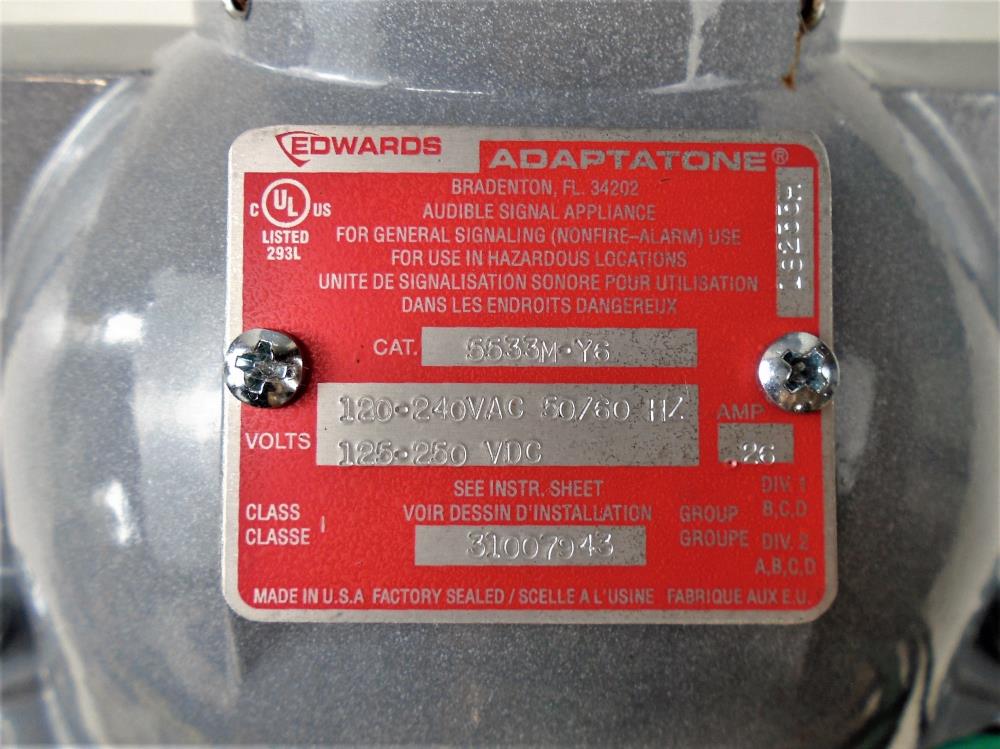 EDWARDS
ADAPTATONE®
BRADENTON, FL. 34202
AUDIBLE SIGNAL APPLIANCE
FOR GENERAL SIGNALING (NONFIRE-ALARM) USE
FOR USE IN HAZARDOUS LOCATIONS
UNITE DE SIGNALISATION SONORE POUR UTILISATION
DANS LES ENDROITS DANGEREUX
C UL US
LISTED
293L
CAT. 5533M-Y6
VOLTS
120-240VAC 50/60 HZ
125-250 VDC
AMP
.26
SEE INSTR. SHEET
VOIR DESSIN D'INSTALLATION
31007943
CLASS
CLASSE I
GROUP
GROUPE
DIV. 1
B,C,D
DIV. 2
A,B,C,D
MADE IN U.S.A FACTORY SEALED / SCELLE A L'USINE FABRIQUE AUX E.U.